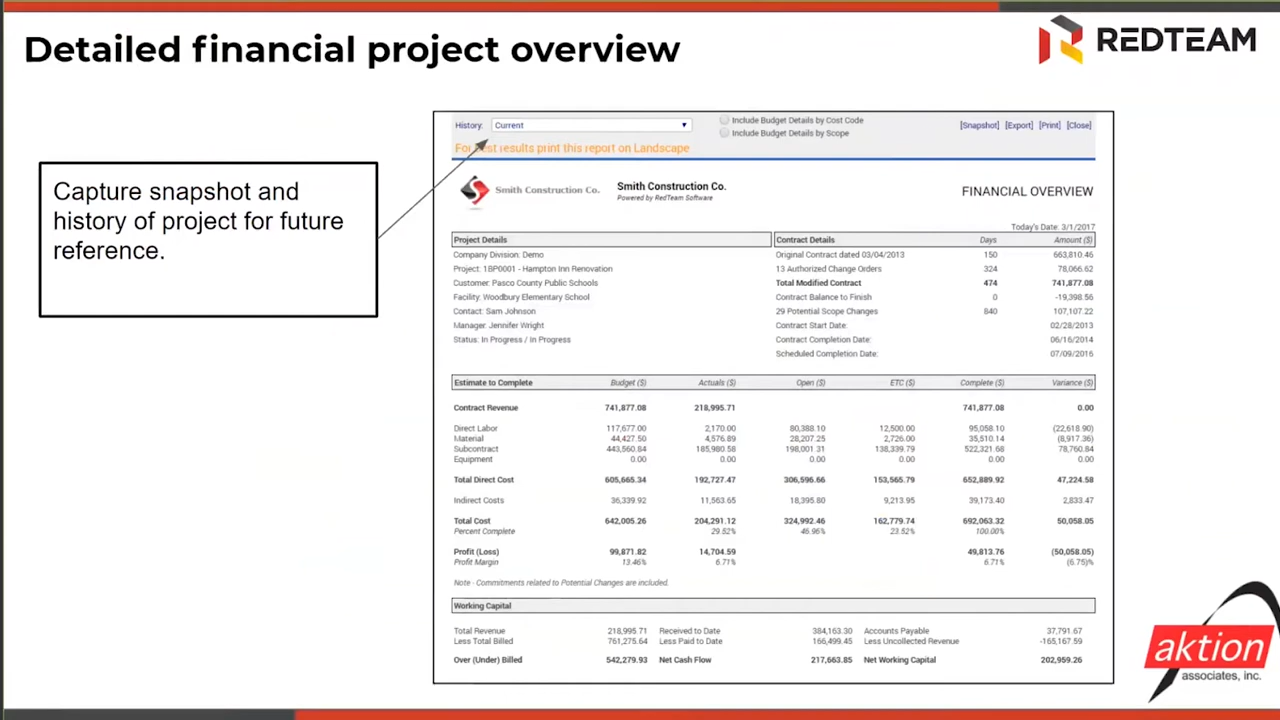 Detailed financial project overview
REDTEAM
Capture snapshot and
history of project for future
reference.
History: Current
Include Budget Details by Cost Code
Include Budget Details by Scope
[Snapshot] [Export] [Print] [Close]
For best results print this report on Landscape
Smith Construction Co.
Smith Construction Co.
Powered by RedTeam Software
FINANCIAL OVERVIEW
Today's Date: 3/1/2017
Project Details
Company Division: Demo
Project: 1BP0001 - Hampton Inn Renovation
Customer: Pasco County Public Schools
Facility: Woodbury Elementary School
Contact: Sam Johnson
Manager: Jennifer Wright
Status: In Progress / In Progress
Contract Details Days Amount ($)
Original Contract dated 03/04/2013 150 663,810.46
13 Authorized Change Orders 324 78,066.62
Total Modified Contract 474 741,877.08
Contract Balance to Finish 0 -19,398.56
29 Potential Scope Changes 840 107,107.22
Contract Start Date: 02/28/2013
Contract Completion Date: 06/16/2014
Scheduled Completion Date: 07/09/2016
Estimate to Complete Budget ($) Actuals ($) Open ($) ETC ($) Complete ($) Variance ($)
Contract Revenue 741,877.08 218,995.71 741,877.08 0.00
Direct Labor 117,677.00 2,170.00 80,388.10 12,500.00 95,058.10 (22,618.90)
Material 44,427.50 4,576.89 28,207.25 2,726.00 35,510.14 (8,917.36)
Subcontract 443,560.84 185,980.58 198,001.31 138,339.79 522,321.68 78,760.84
Equipment 0.00 0.00 0.00 0.00 0.00 0.00
Total Direct Cost 605,665.34 192,727.47 306,596.66 153,565.79 652,889.92 47,224.58
Indirect Costs 36,339.92 11,563.65 18,395.80 9,213.95 39,173.40 2,833.47
Total Cost 642,005.26 204,291.12 324,992.46 162,779.74 692,063.32 50,058.05
Percent Complete 29.52% 46.96% 23.52% 100.00%
Profit (Loss) 99,871.82 14,704.59 49,813.76 (50,058.05)
Profit Margin 13.46% 6.71% 6.71% (6.75)%
Note - Commitments related to Potential Changes are included.
Working Capital
Total Revenue 218,995.71 Received to Date 384,163.30 Accounts Payable 37,791.67
Less Total Billed 761,275.64 Less Paid to Date 166,499.45 Less Uncollected Revenue -165,167.59
Over (Under) Billed 542,279.93 Net Cash Flow 217,663.85 Net Working Capital 202,959.26
aktion
associates, inc.